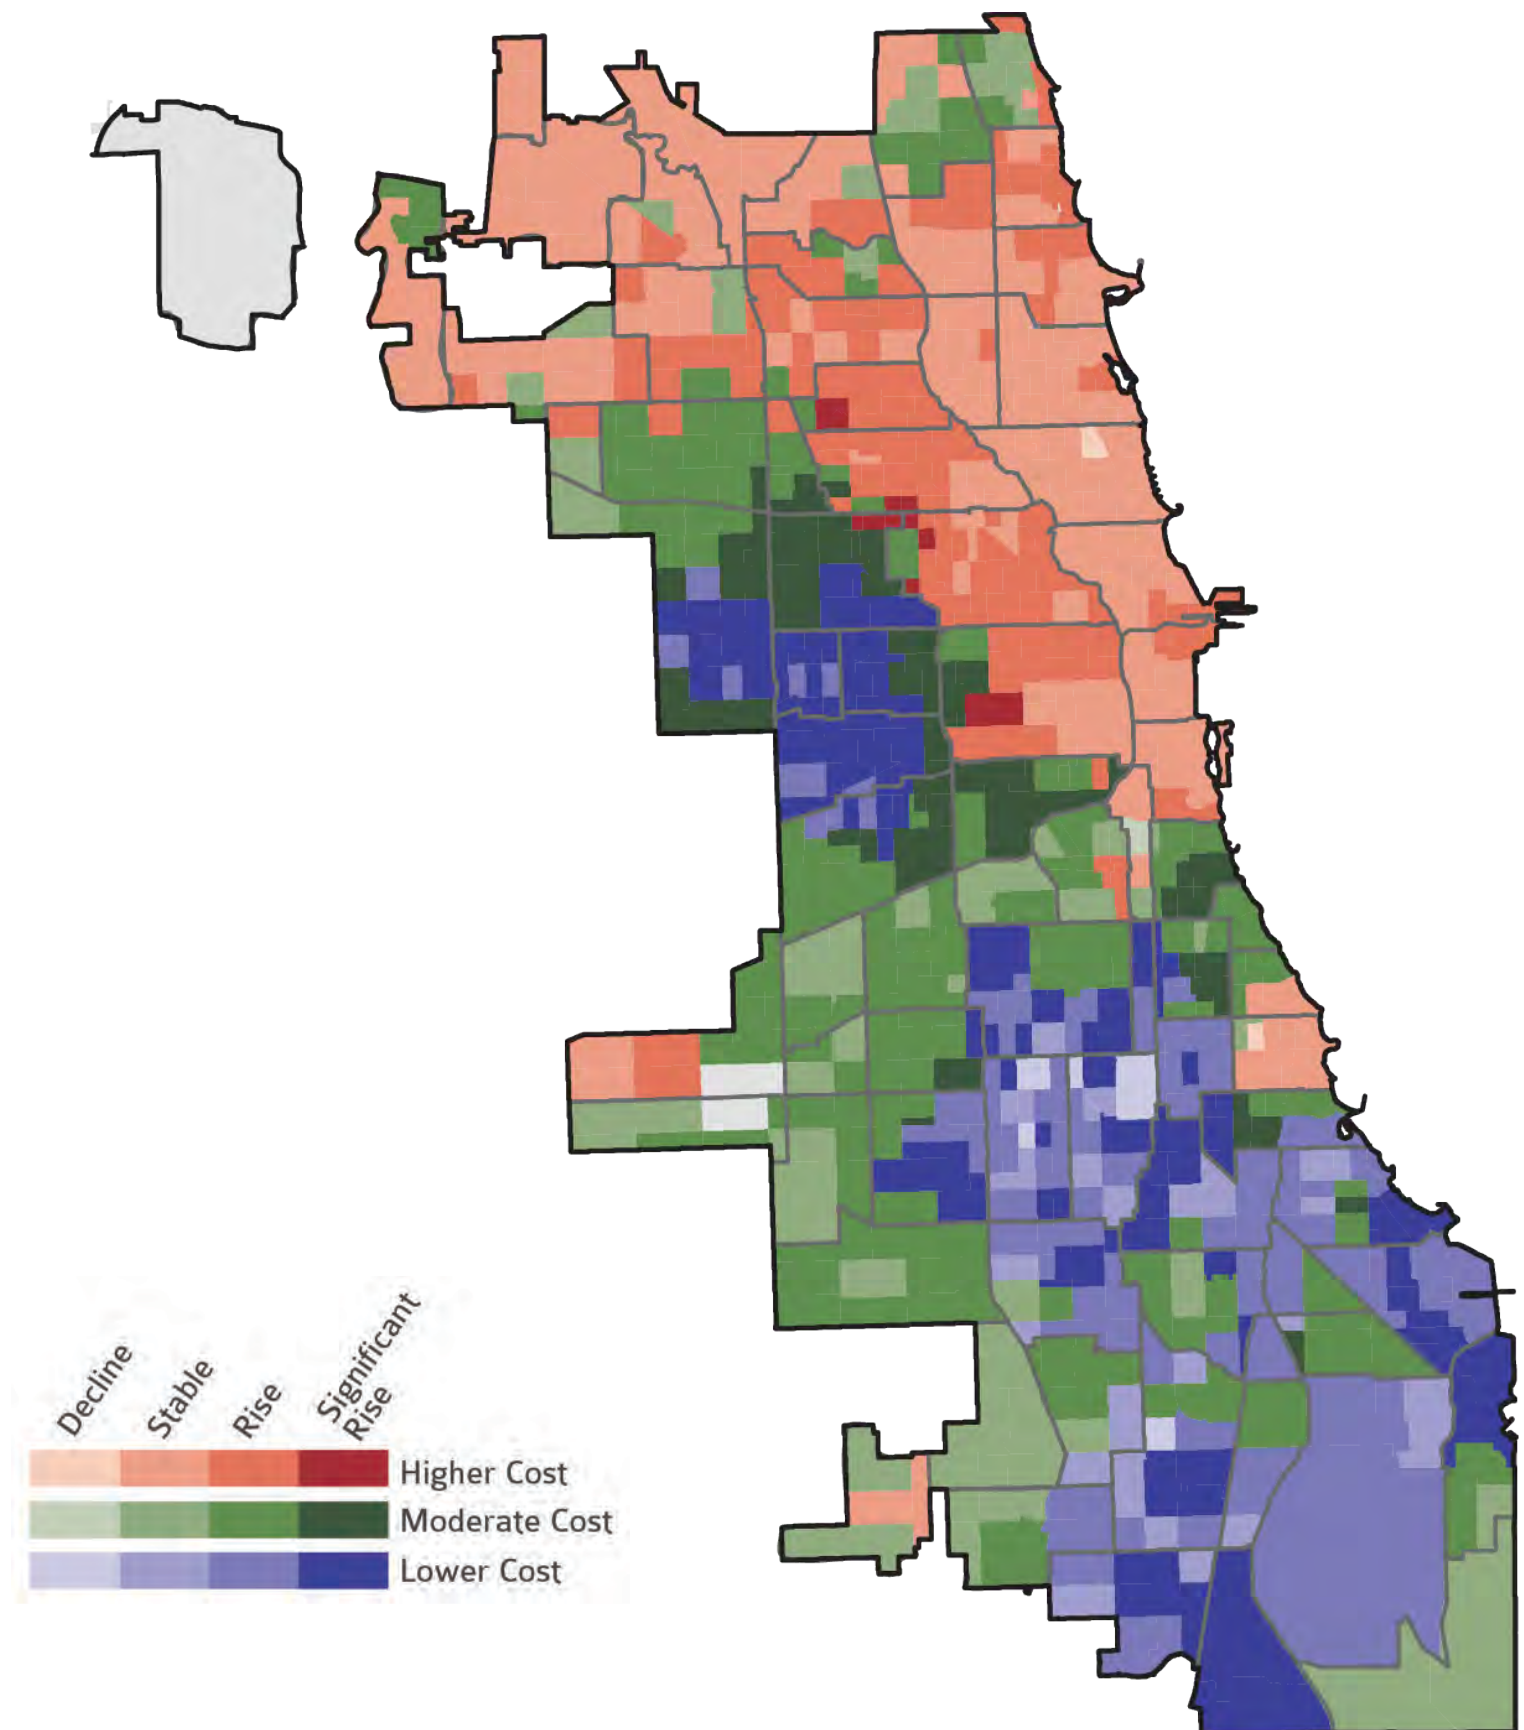 Decline
Stable
Rise
Significant
Rise
Higher Cost
Moderate Cost
Lower Cost